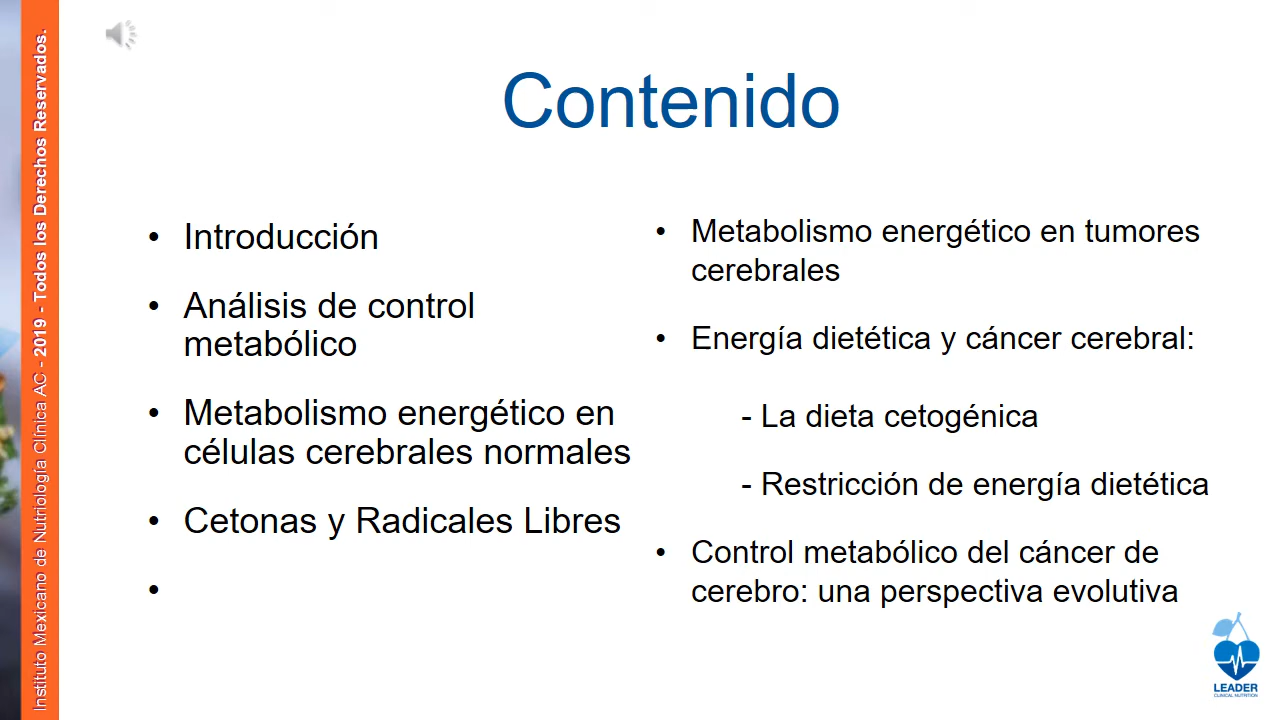 Contenido
• Introducción
• Análisis de control
metabólico
• Metabolismo energético en
células cerebrales normales
• Cetonas y Radicales Libres
•
• Metabolismo energético en tumores
cerebrales
• Energía dietética y cáncer cerebral:
- La dieta cetogénica
- Restricción de energía dietética
• Control metabólico del cáncer de
cerebro: una perspectiva evolutiva
Instituto Mexicano de Nutriología Clínica AC - 2019 - Todos los Derechos Reservados.
LEADER
CLINICAL NUTRITION